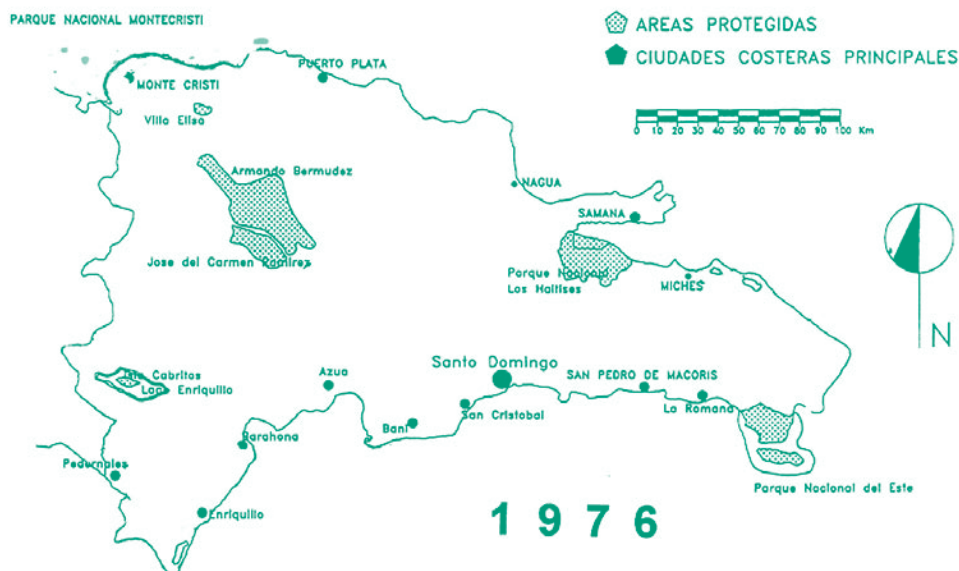 PARQUE NACIONAL MONTECRISTI
AREAS PROTEGIDAS
CIUDADES COSTERAS PRINCIPALES
0 10 20 30 40 50 60 70 80 90 100 Km
PUERTO PLATA
MONTE CRISTI
Villa Elisa
Armando Bermudez
NAGUA
SAMANA
Jose del Carmen Ramirez
Parque Nacional
Los Haitises
MICHES
N
Isla Cabritas
Lago Enriquillo
Azua
Santo Domingo
SAN PEDRO DE MACORIS
La Romana
San Cristobal
Bani
Barahona
Pedernales
Parque Nacional del Este
Enriquillo
1976